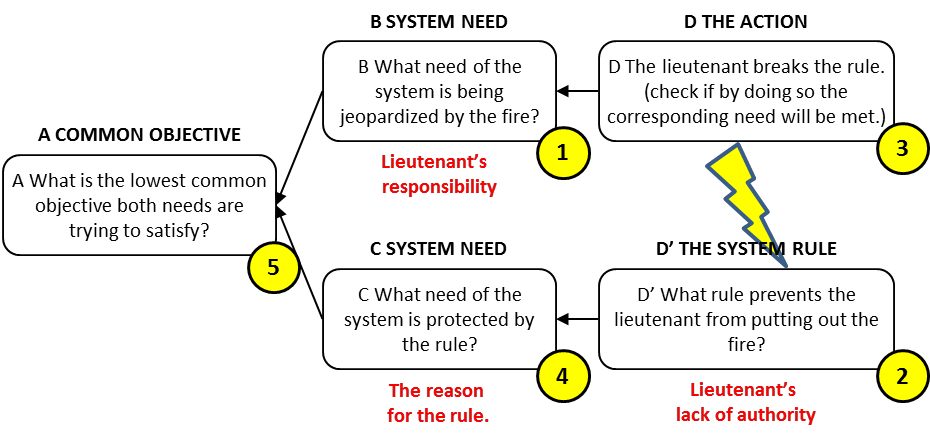 B SYSTEM NEED
B What need of the
system is being
jeopardized by the fire?
1
Lieutenant's
responsibility
D THE ACTION
D The lieutenant breaks the rule.
(check if by doing so the
corresponding need will be met.)
3
A COMMON OBJECTIVE
A What is the lowest common
objective both needs are
trying to satisfy?
5
C SYSTEM NEED
C What need of the
system is protected by
the rule?
4
The reason
for the rule.
D’ THE SYSTEM RULE
D’ What rule prevents the
lieutenant from putting out the
fire?
2
Lieutenant's
lack of authority